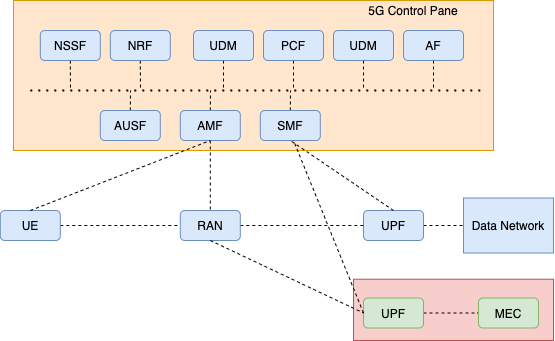 5G Control Pane
NSSF
NRF
UDM
PCF
UDM
AF
AUSF
AMF
SMF
UE
RAN
UPF
Data Network
UPF
MEC